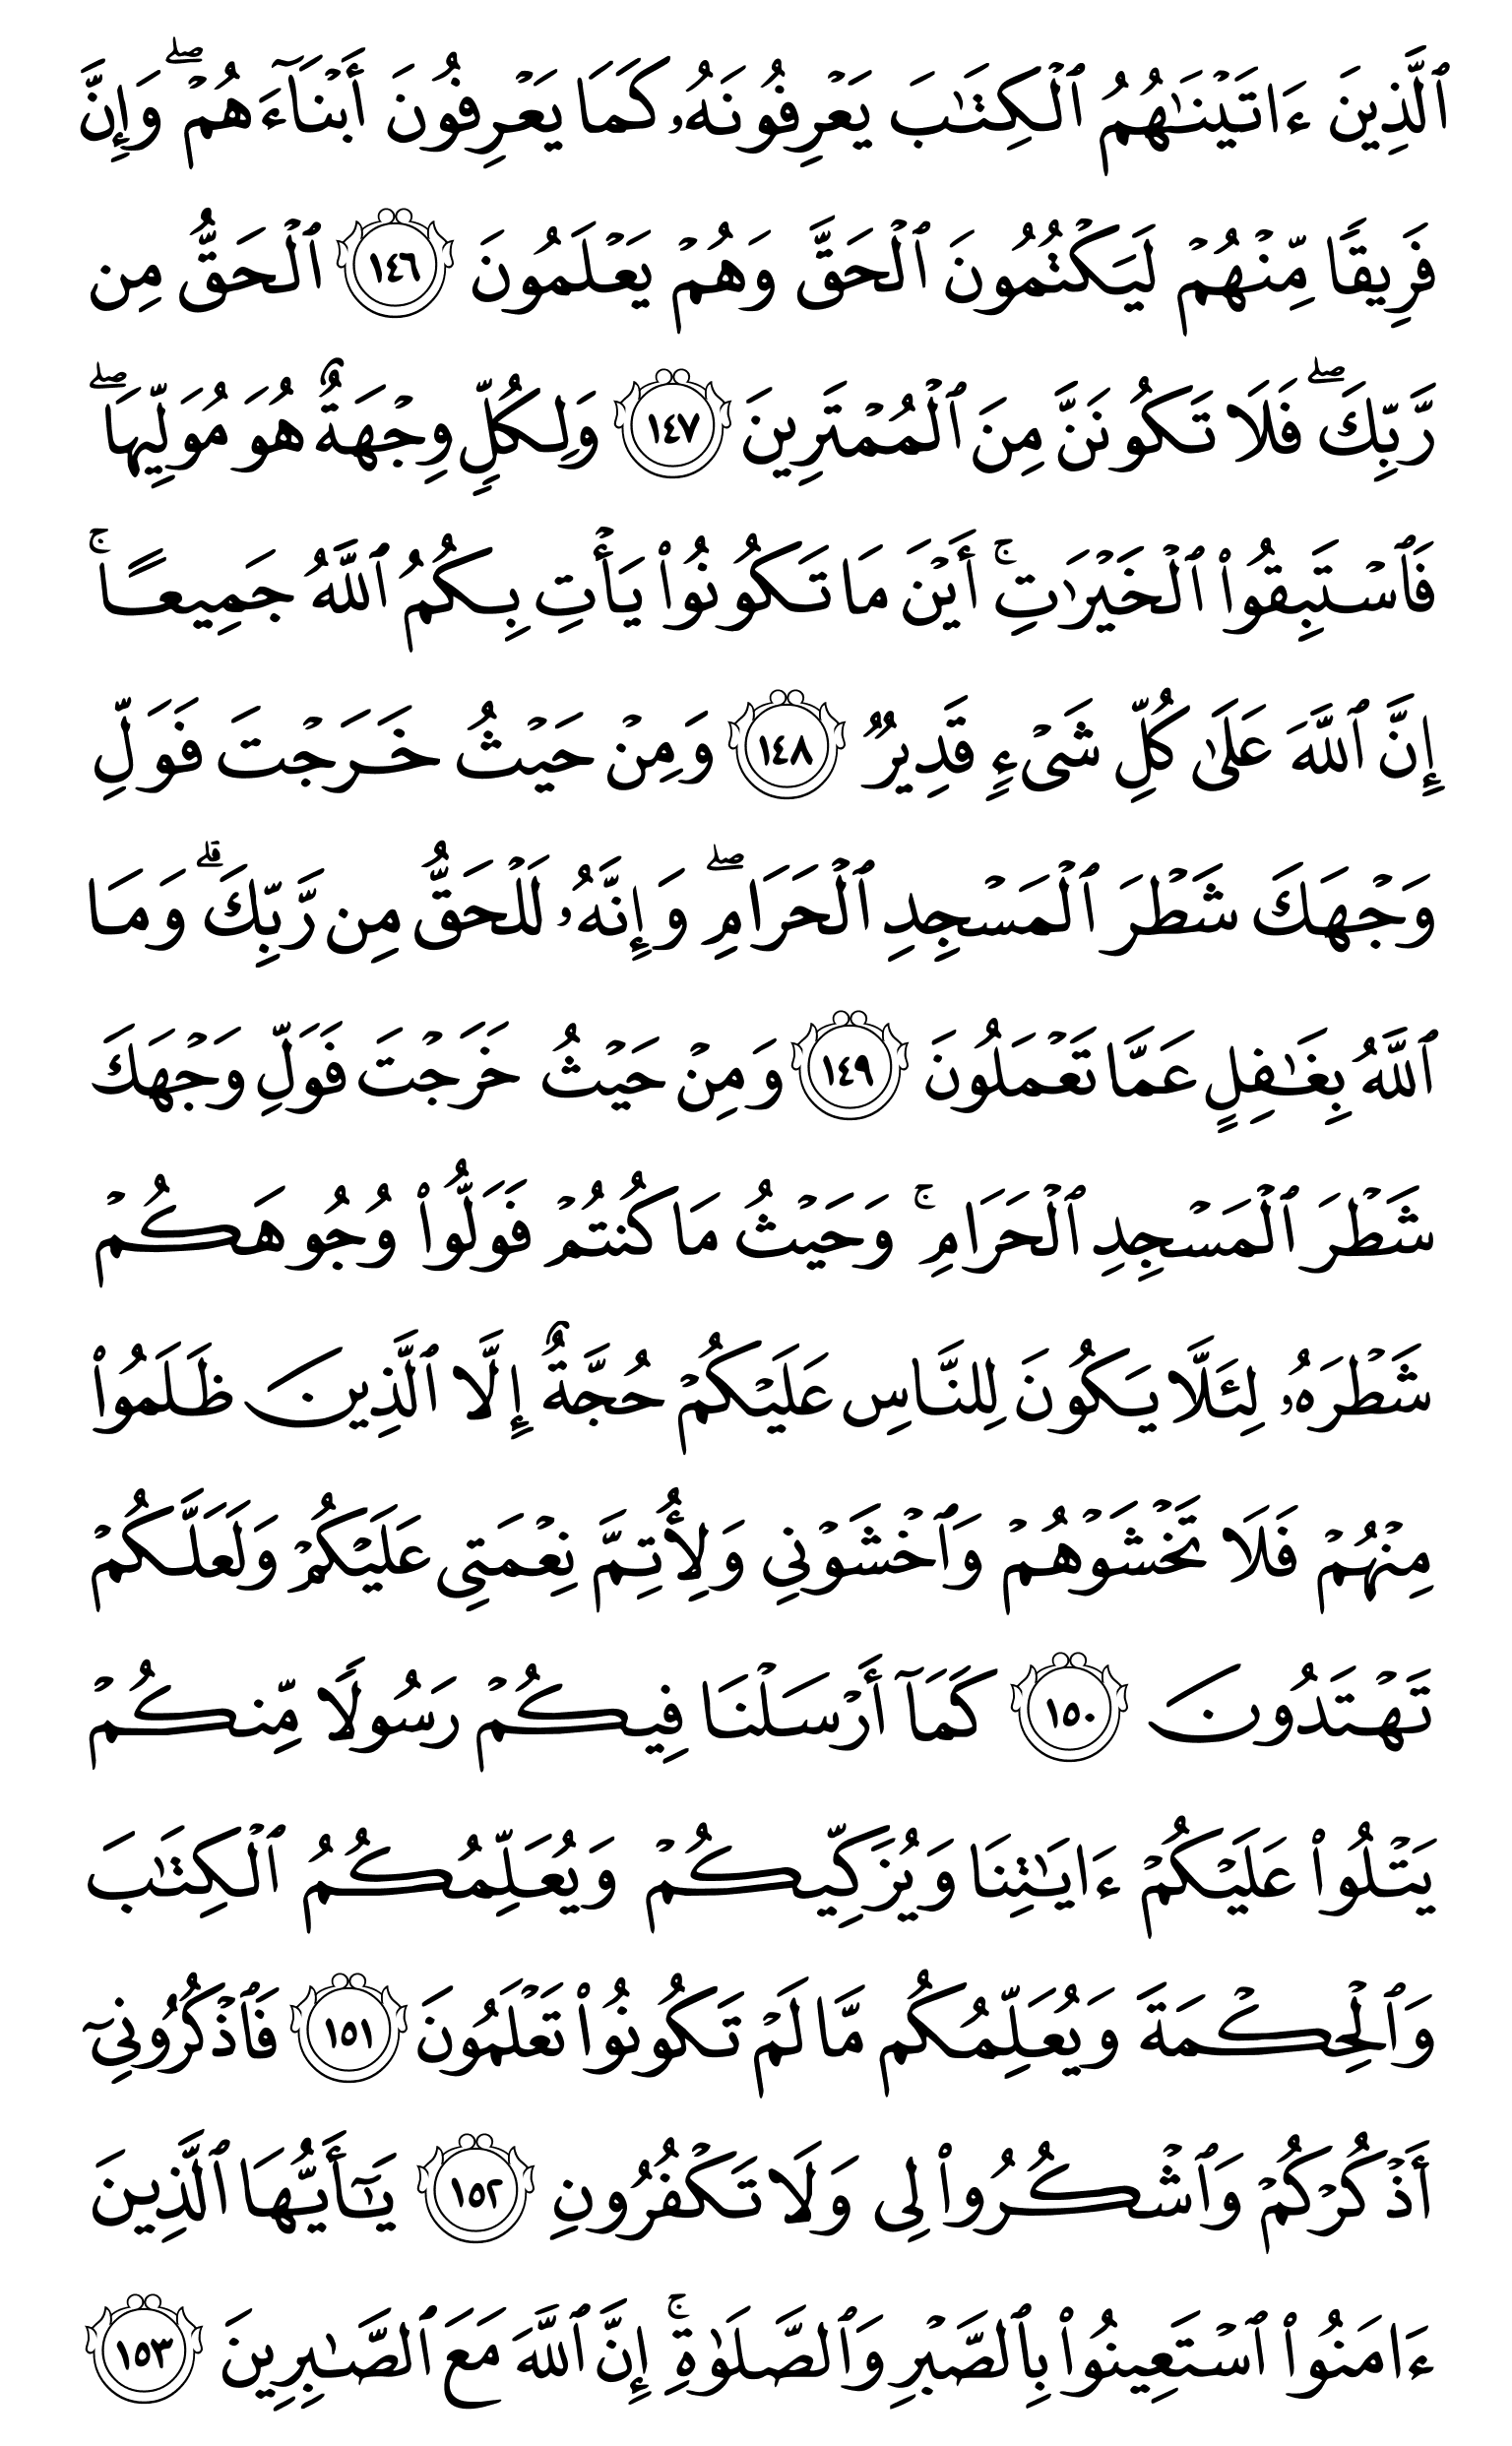 ٱلَّذِينَ ءَاتَيۡنَٰهُمُ ٱلۡكِتَٰبَ يَعۡرِفُونَهُۥ كَمَا يَعۡرِفُونَ أَبۡنَآءَهُمۡۖ وَإِنَّ
فَرِيقٗا مِّنۡهُمۡ لَيَكۡتُمُونَ ٱلۡحَقَّ وَهُمۡ يَعۡلَمُونَ ١٤٦ ٱلۡحَقُّ مِن
رَّبِّكَۖ فَلَا تَكُونَنَّ مِنَ ٱلۡمُمۡتَرِينَ ١٤٧ وَلِكُلّٖ وِجۡهَةٌ هُوَ مُوَلِّيهَاۖ
فَٱسۡتَبِقُواْ ٱلۡخَيۡرَٰتِۚ أَيۡنَ مَا تَكُونُواْ يَأۡتِ بِكُمُ ٱللَّهُ جَمِيعًاۚ
إِنَّ ٱللَّهَ عَلَىٰ كُلِّ شَيۡءٖ قَدِيرٞ ١٤٨ وَمِنۡ حَيۡثُ خَرَجۡتَ فَوَلِّ
وَجۡهَكَ شَطۡرَ ٱلۡمَسۡجِدِ ٱلۡحَرَامِۖ وَإِنَّهُۥ لَلۡحَقُّ مِن رَّبِّكَۗ وَمَا
ٱللَّهُ بِغَٰفِلٍ عَمَّا تَعۡمَلُونَ ١٤٩ وَمِنۡ حَيۡثُ خَرَجۡتَ فَوَلِّ وَجۡهَكَ
شَطۡرَ ٱلۡمَسۡجِدِ ٱلۡحَرَامِۚ وَحَيۡثُ مَا كُنتُمۡ فَوَلُّواْ وُجُوهَكُمۡ
شَطۡرَهُۥ لِئَلَّا يَكُونَ لِلنَّاسِ عَلَيۡكُمۡ حُجَّةٌ إِلَّا ٱلَّذِينَ ظَلَمُواْ
مِنۡهُمۡ فَلَا تَخۡشَوۡهُمۡ وَٱخۡشَوۡنِي وَلِأُتِمَّ نِعۡمَتِي عَلَيۡكُمۡ وَلَعَلَّكُمۡ
تَهۡتَدُونَ ١٥٠ كَمَآ أَرۡسَلۡنَا فِيكُمۡ رَسُولٗا مِّنكُمۡ
يَتۡلُواْ عَلَيۡكُمۡ ءَايَٰتِنَا وَيُزَكِّيكُمۡ وَيُعَلِّمُكُمُ ٱلۡكِتَٰبَ
وَٱلۡحِكۡمَةَ وَيُعَلِّمُكُم مَّا لَمۡ تَكُونُواْ تَعۡلَمُونَ ١٥١ فَٱذۡكُرُونِيٓ
أَذۡكُرۡكُمۡ وَٱشۡكُرُواْ لِي وَلَا تَكۡفُرُونِ ١٥٢ يَٰٓأَيُّهَا ٱلَّذِينَ
ءَامَنُواْ ٱسۡتَعِينُواْ بِٱلصَّبۡرِ وَٱلصَّلَوٰةِۚ إِنَّ ٱللَّهَ مَعَ ٱلصَّٰبِرِينَ ١٥٣